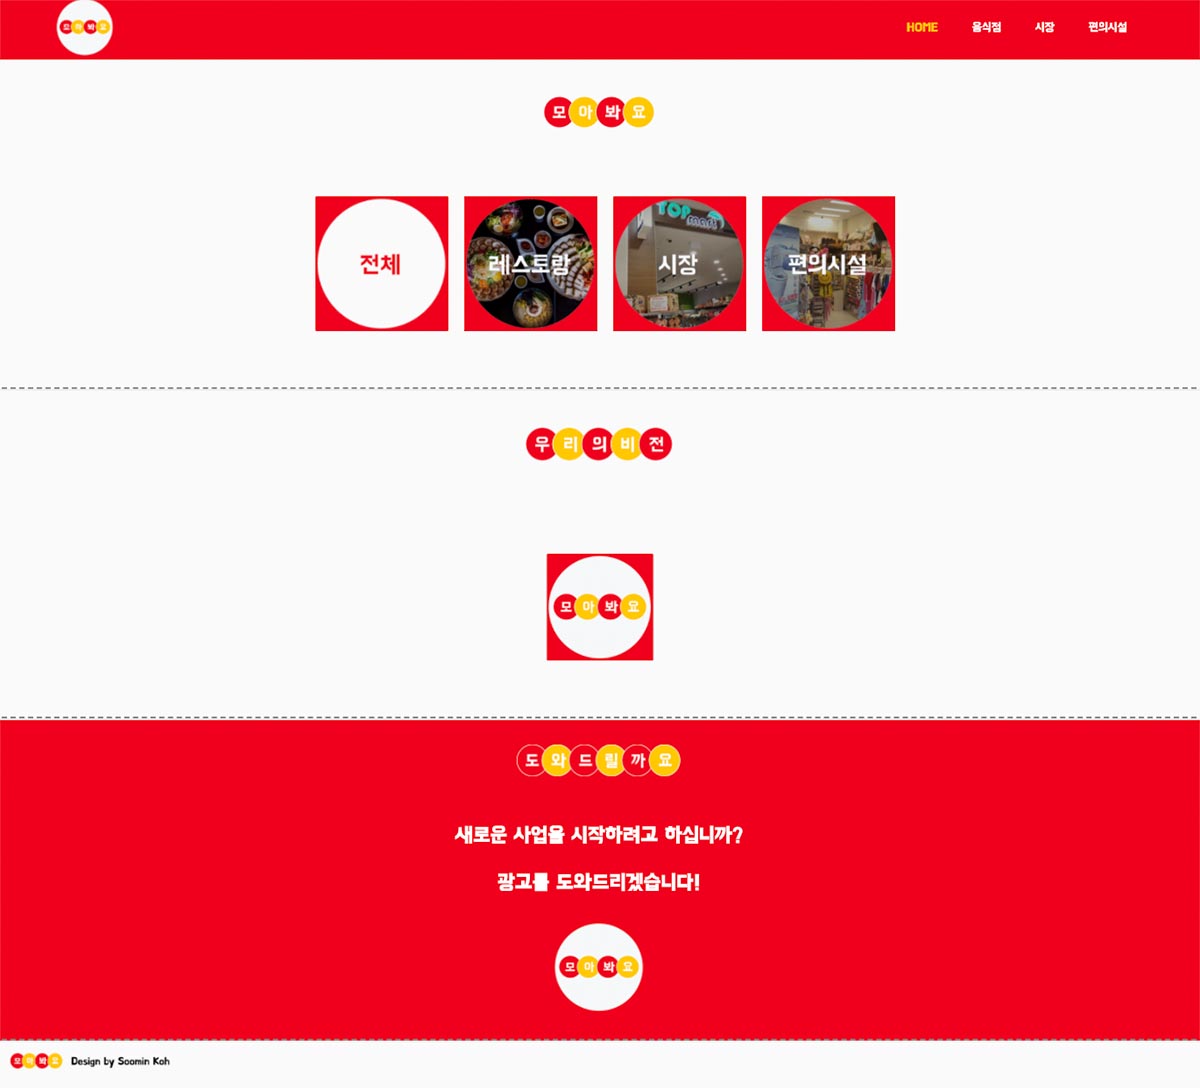 모아봐요
HOME 음식점 시장 편의시설
모아봐요
전체 레스토랑 시장 편의시설
TOP
mart
우리의비전
모아봐요
도와드릴까요
새로운 사업을 시작하려고 하십니까?
광고를 도와드리겠습니다!
모아봐요
모아봐요 Design by Soomin Koh